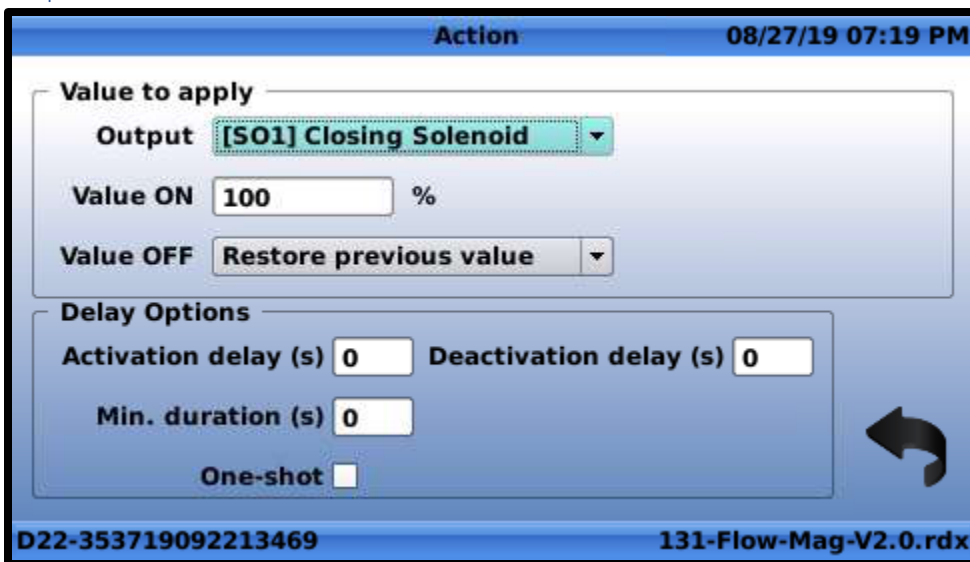 Action 08/27/19 07:19 PM
Value to apply
Output [SO1] Closing Solenoid
Value ON 100 %
Value OFF Restore previous value
Delay Options
Activation delay (s) 0 Deactivation delay (s) 0
Min. duration (s) 0
One-shot
D22-353719092213469 131-Flow-Mag-V2.0.rdx